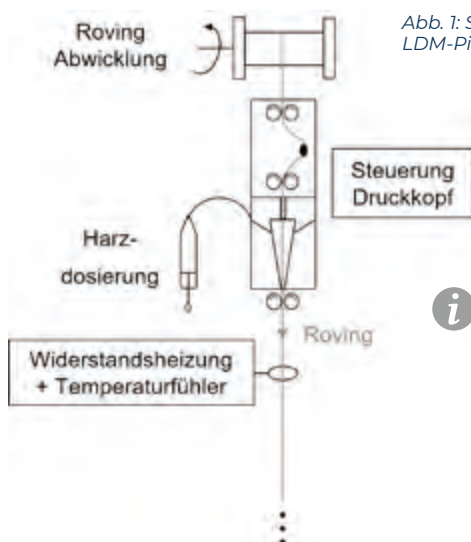 Roving
Abwicklung
Abb. 1: S
LDM-Pi
Steuerung
Druckkopf
Harz-
dosierung
i
Roving
Widerstandsheizung
+ Temperaturfühler